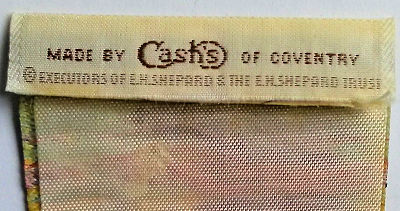 MADE BY Cash's OF COVENTRY
© EXECUTORS OF E.H.SHEPARD & THE E.H.SHEPARD TRUST